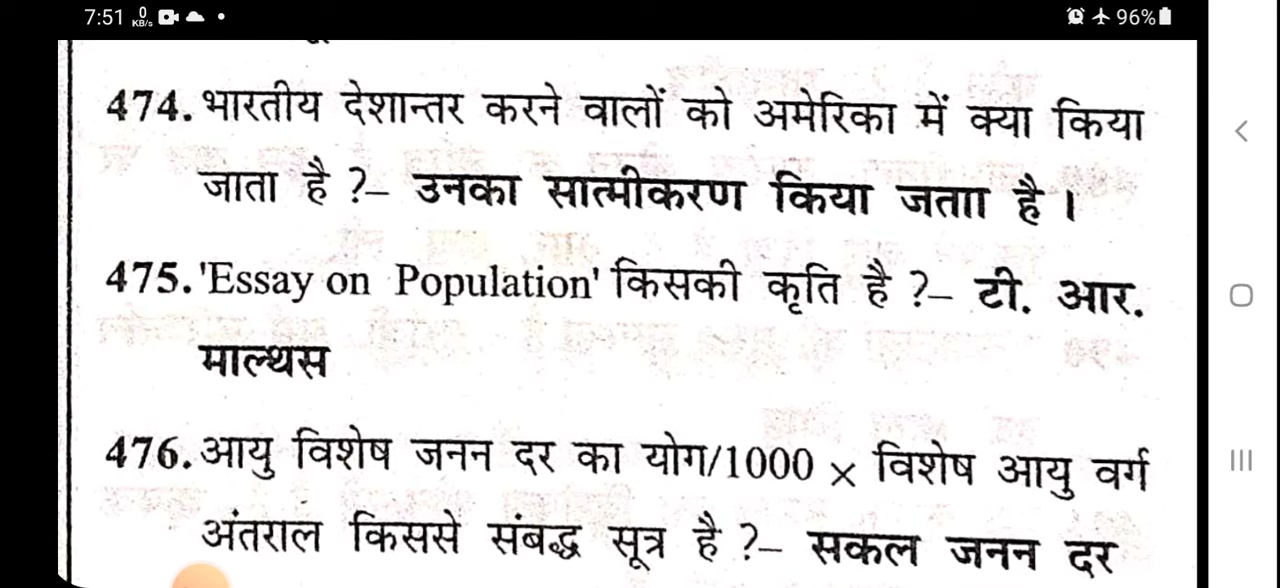 7:51 0 KB/s 96%
474. भारतीय देशान्तर करने वालों को अमेरिका में क्या किया
जाता है ?– उनका सात्मीकरण किया जताा है ।
475. 'Essay on Population' किसकी कृति है ?– टी. आर.
माल्थस
476. आयु विशेष जनन दर का योग/1000 × विशेष आयु वर्ग
अंतराल किससे संबद्ध सूत्र है ?– सकल जनन दर